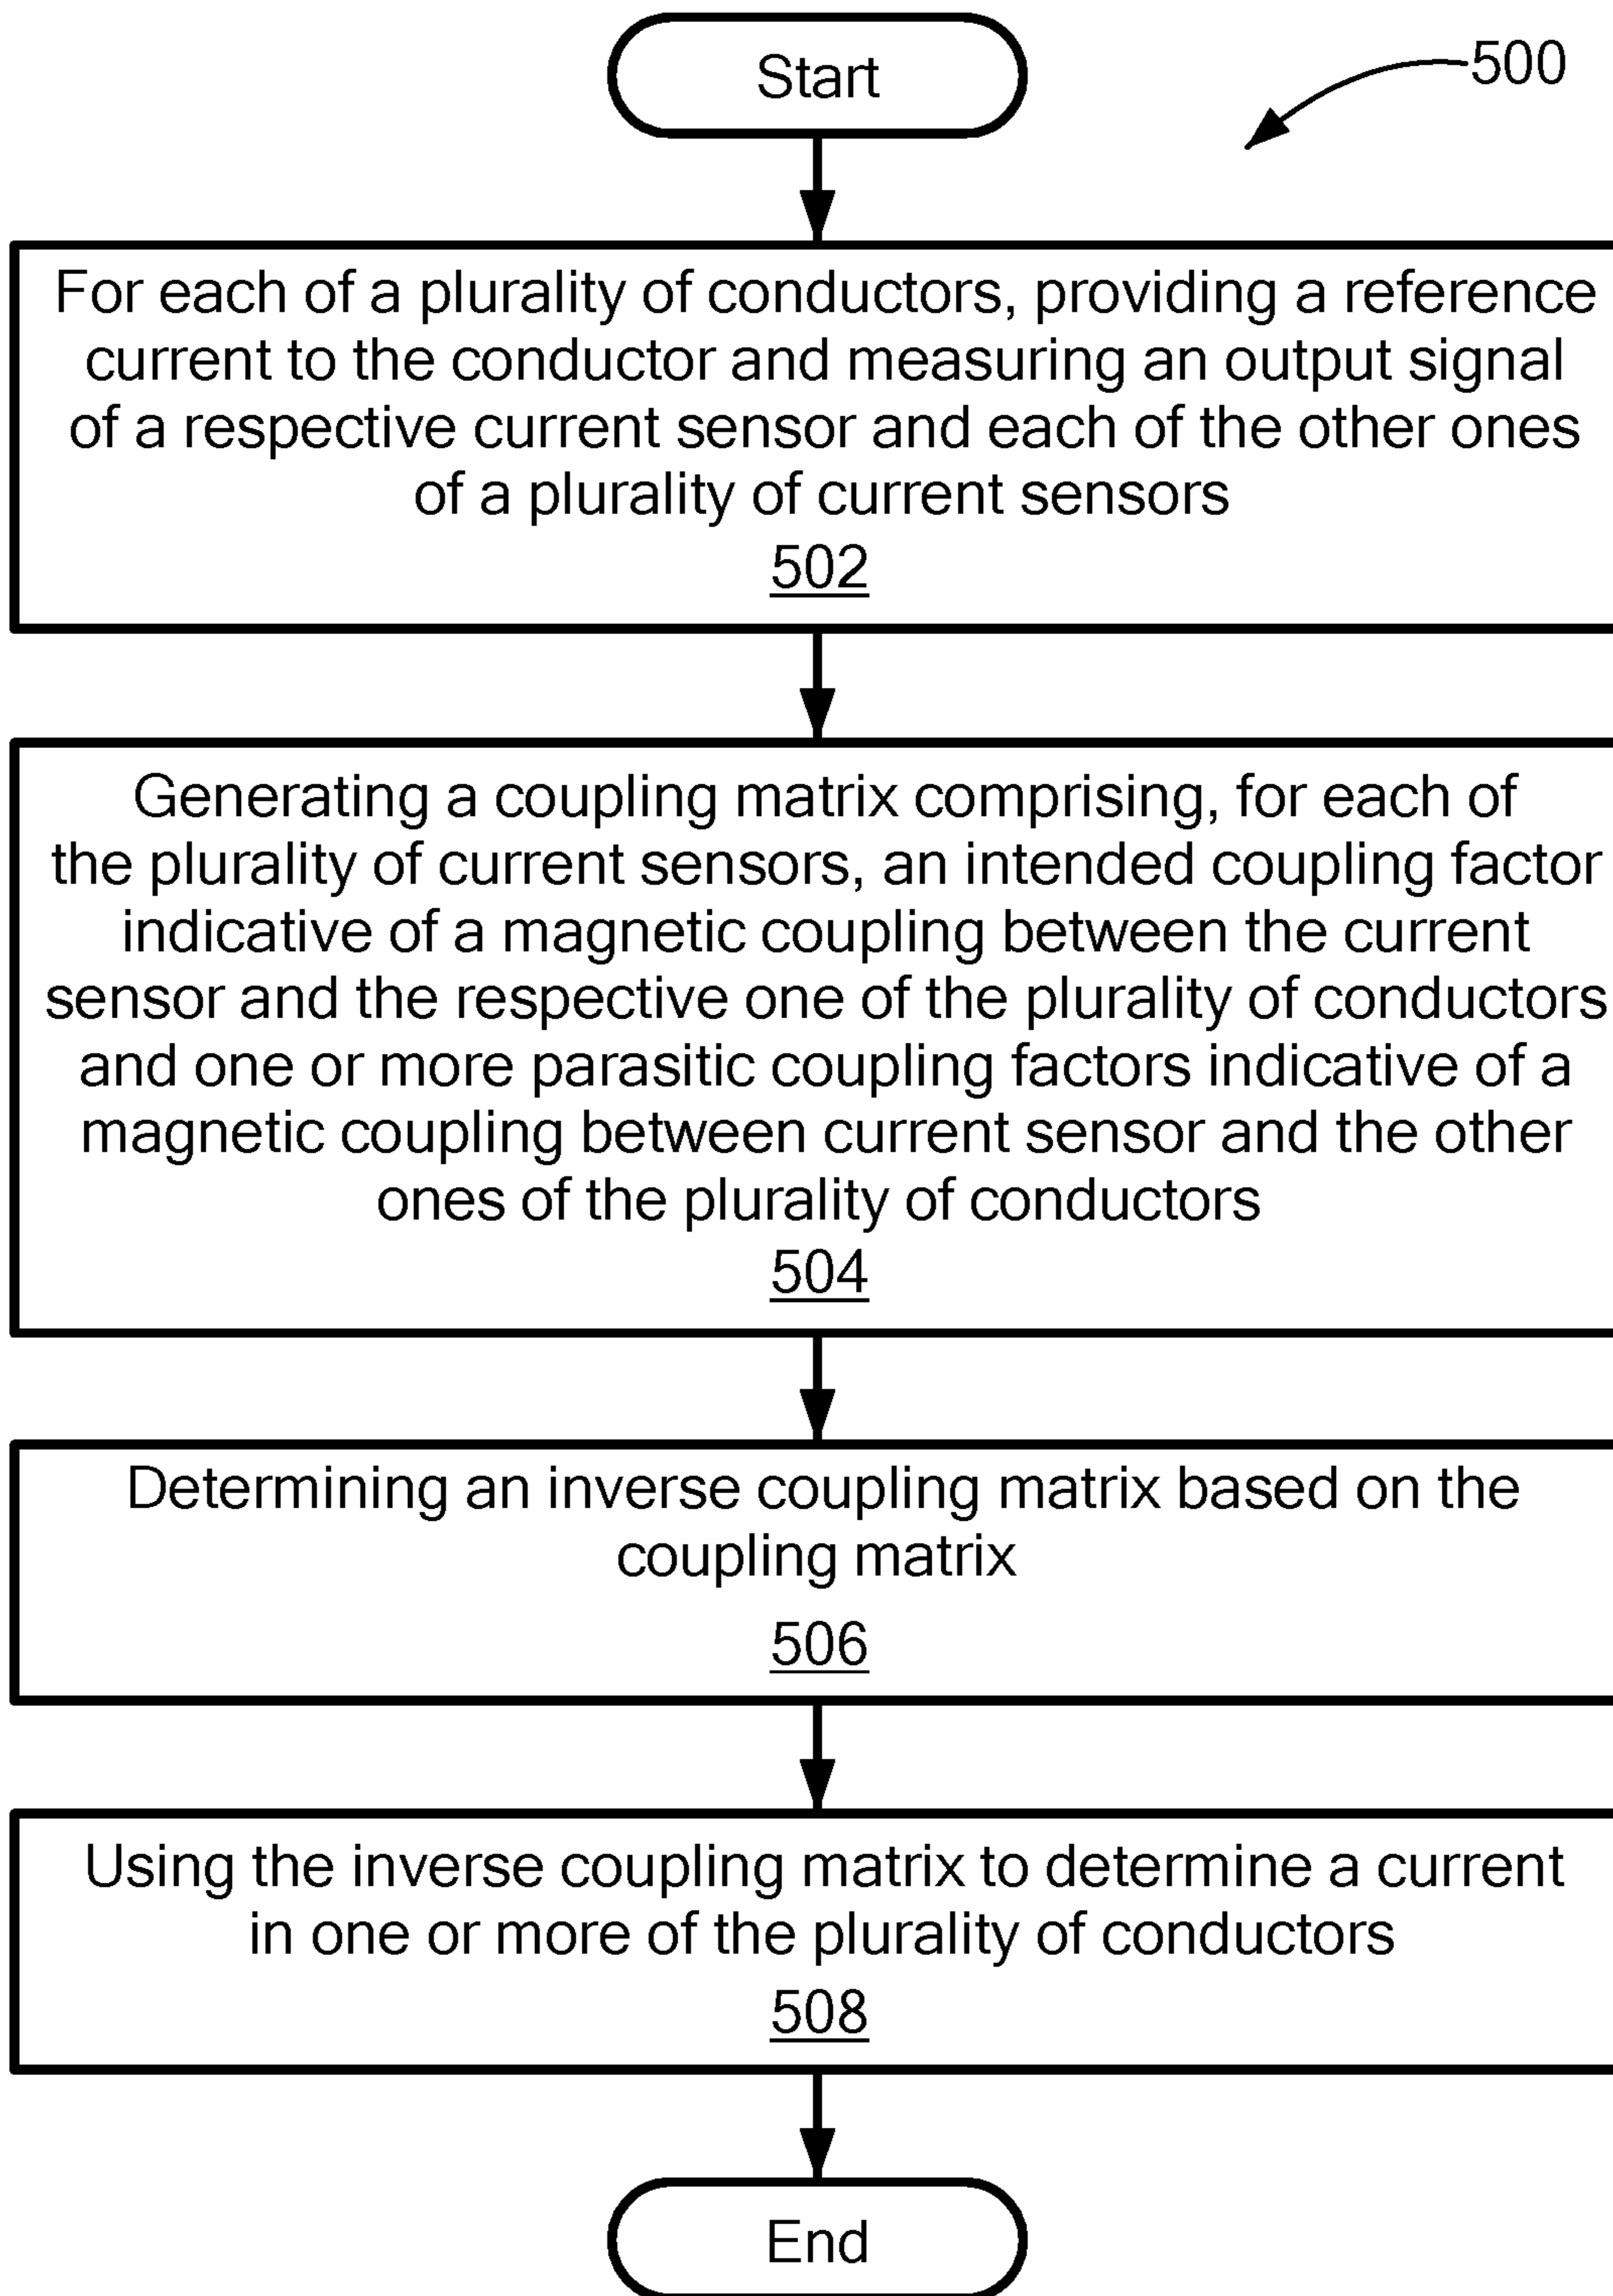 Start
500
For each of a plurality of conductors, providing a reference
current to the conductor and measuring an output signal
of a respective current sensor and each of the other ones
of a plurality of current sensors
502
Generating a coupling matrix comprising, for each of
the plurality of current sensors, an intended coupling factor
indicative of a magnetic coupling between the current
sensor and the respective one of the plurality of conductors
and one or more parasitic coupling factors indicative of a
magnetic coupling between current sensor and the other
ones of the plurality of conductors
504
Determining an inverse coupling matrix based on the
coupling matrix
506
Using the inverse coupling matrix to determine a current
in one or more of the plurality of conductors
508
End